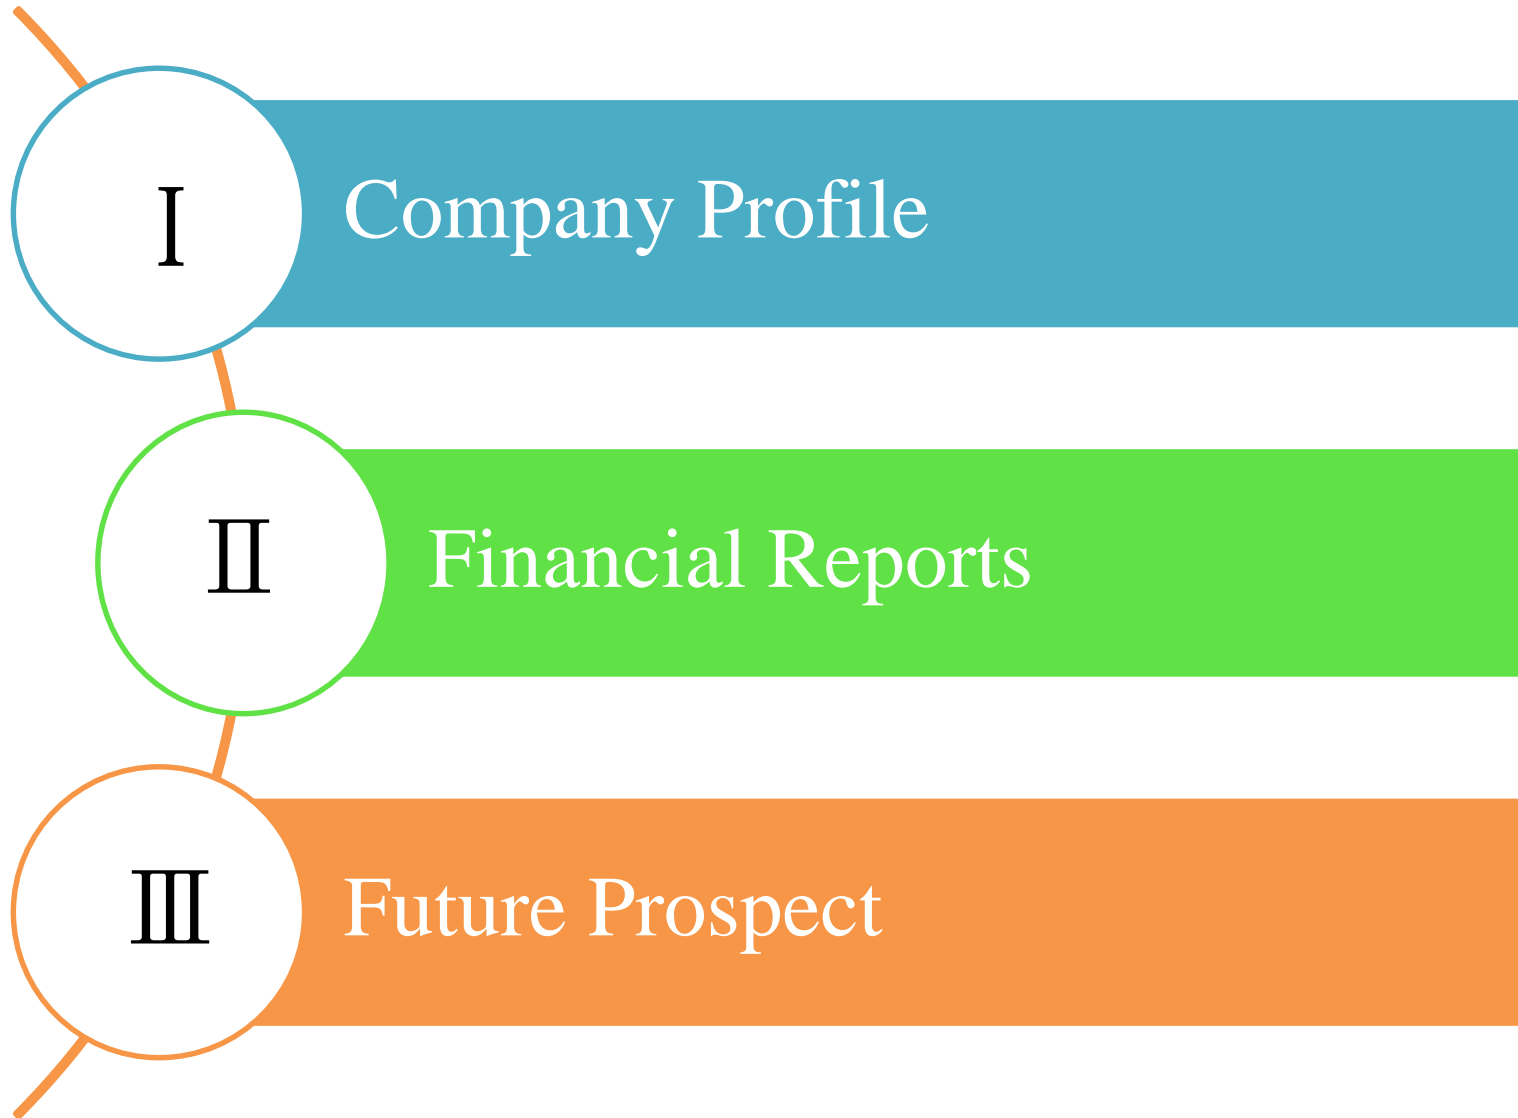 Ⅰ
Company Profile
Ⅱ
Financial Reports
Ⅲ
Future Prospect